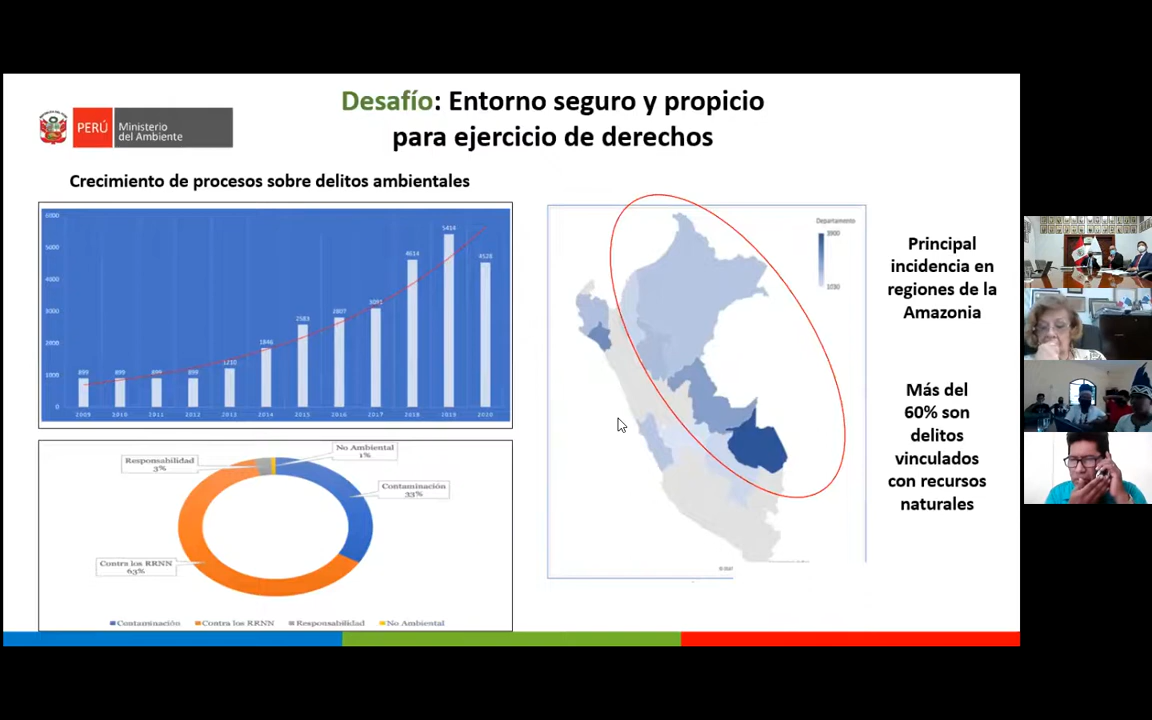 Desafío: Entorno seguro y propicio
para ejercicio de derechos
PERÚ
Ministerio
del Ambiente
Crecimiento de procesos sobre delitos ambientales
6000
5000
4000
3000
2000
1000
0
899
899
899
899
1210
1846
2583
2807
3091
4614
5414
4528
2009
2010
2011
2012
2013
2014
2015
2016
2017
2018
2019
2020
No Ambiental
1%
Responsabilidad
3%
Contaminación
33%
Contra los RRNN
63%
Contaminación
Contra los RRNN
Responsabilidad
No Ambiental
Departamento
3900
1030
Principal
incidencia en
regiones de la
Amazonia
Más del
60% son
delitos
vinculados
con recursos
naturales